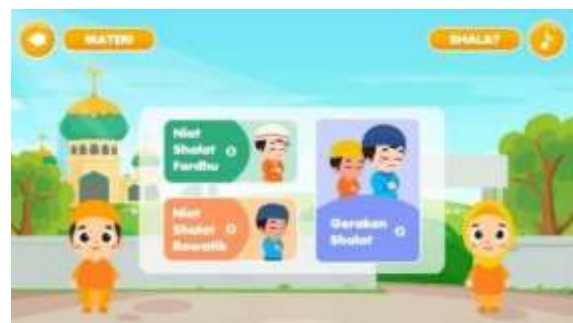 MATERI
SHALAT
Niat
Shalat
Fardhu
Niat
Shalat
Rawatib
Gerakan
Shalat